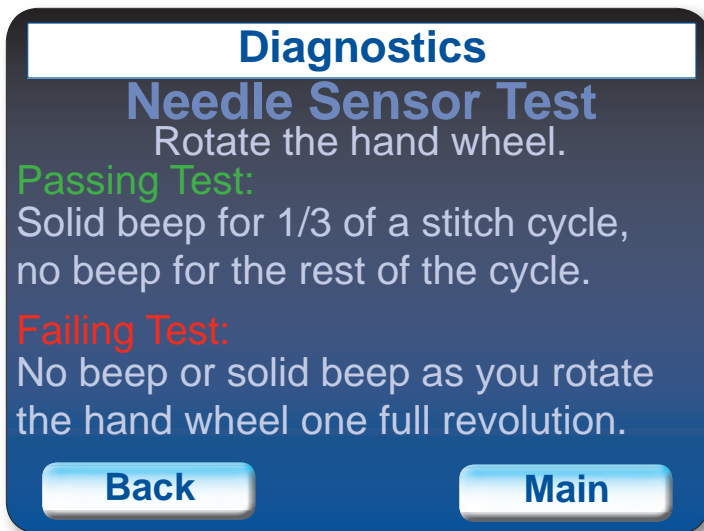 Diagnostics
Needle Sensor Test
Rotate the hand wheel.
Passing Test:
Solid beep for 1/3 of a stitch cycle,
no beep for the rest of the cycle.
Failing Test:
No beep or solid beep as you rotate
the hand wheel one full revolution.
Back
Main